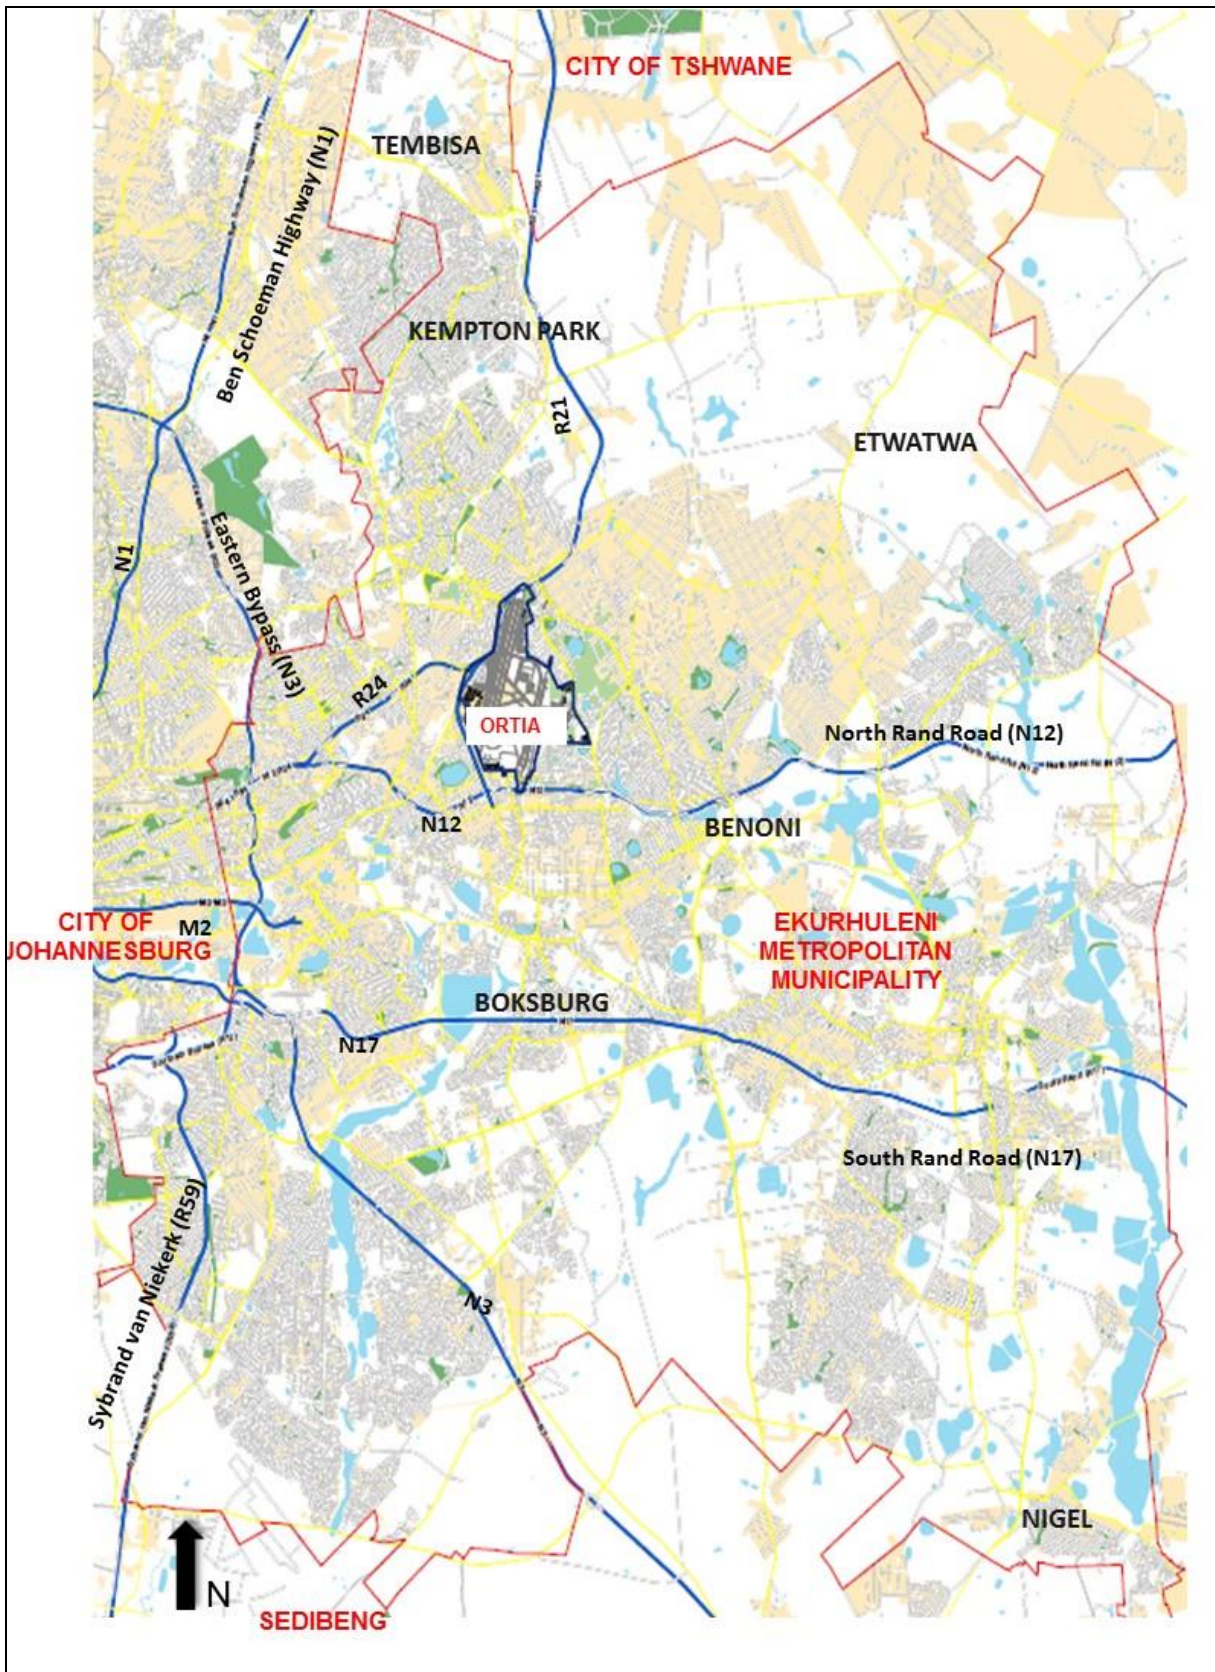 CITY OF TSHWANE
TEMBISA
Ben Schoeman Highway (N1)
KEMPTON PARK
R21
ETWATWA
N1
Eastern Bypass (N3)
R24
ORTIA
North Rand Road (N12)
N12
BENONI
CITY OF
JOHANNESBURG
M2
EKURHULENI
METROPOLITAN
MUNICIPALITY
BOKSBURG
N17
South Rand Road (N17)
Sybrand van Niekerk (R59)
N3
NIGEL
N
SEDIBENG